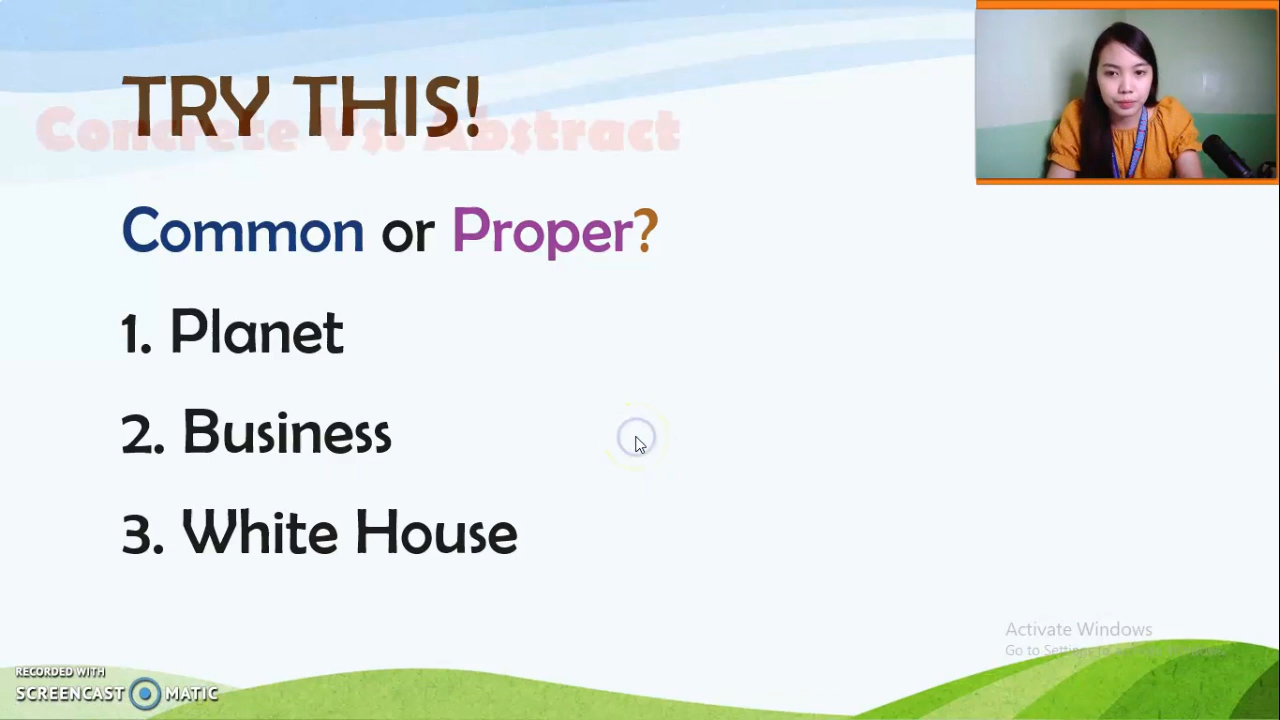 TRY THIS!
Concrete Vs. Abstract
Common or Proper?
1. Planet
2. Business
3. White House
Activate Windows
Go to Settings to activate Windows.
RECORDED WITH
SCREENCAST MATIC